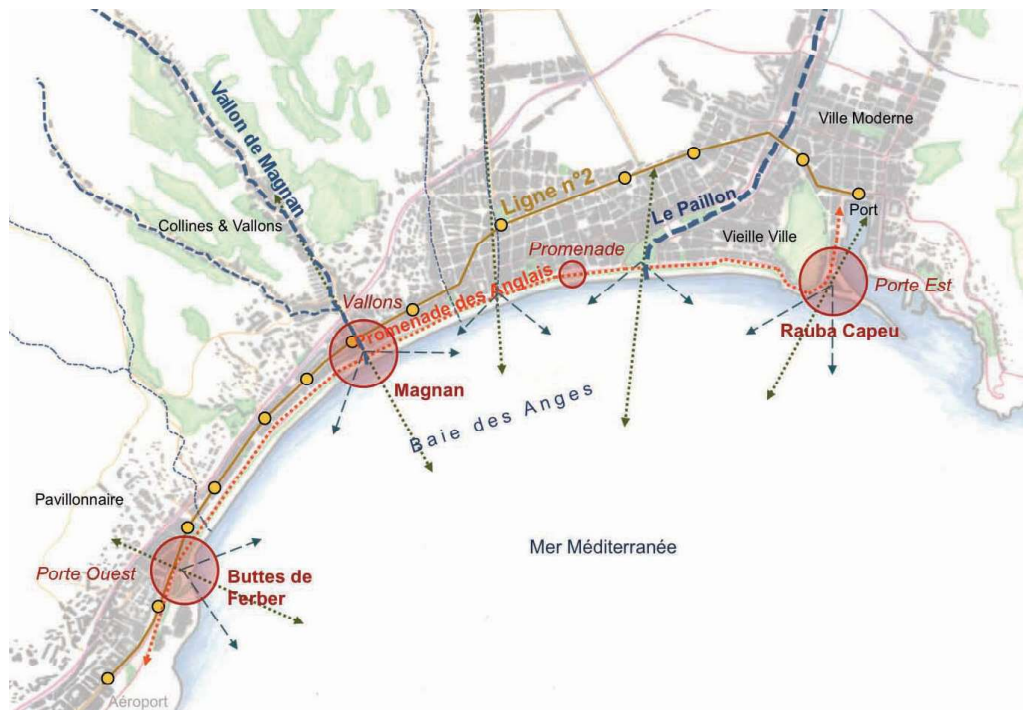 Vallon de Magnan
Ville Moderne
Ligne n°2
Le Paillon
Collines & Vallons
Port
Vieille Ville
Promenade
Porte Est
Vallons
Promenade des Anglais
Rauba Capeu
Magnan
Baie des Anges
Pavillonnaire
Mer Méditerranée
Porte Ouest
Buttes de
Ferber
Aéroport